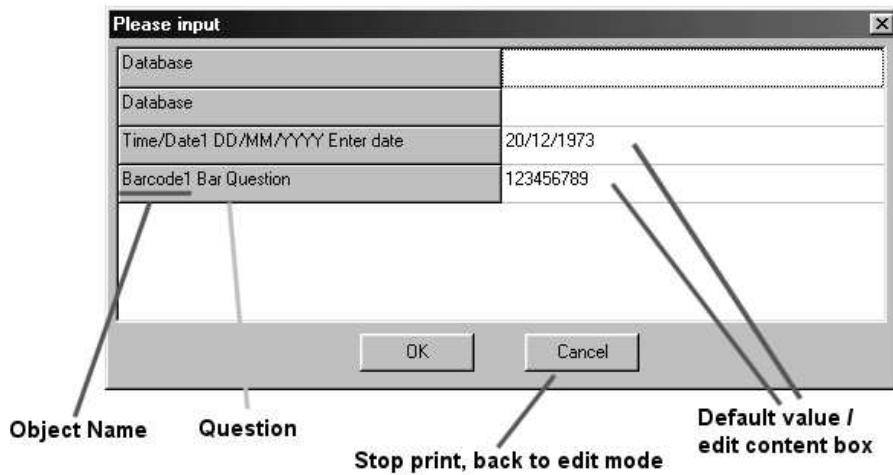 Please input
Database
Database
Time/Date1 DD/MM/YYYY Enter date 20/12/1973
Barcode1 Bar Question 123456789
OK Cancel
Object Name Question Default value /
edit content box
Stop print, back to edit mode